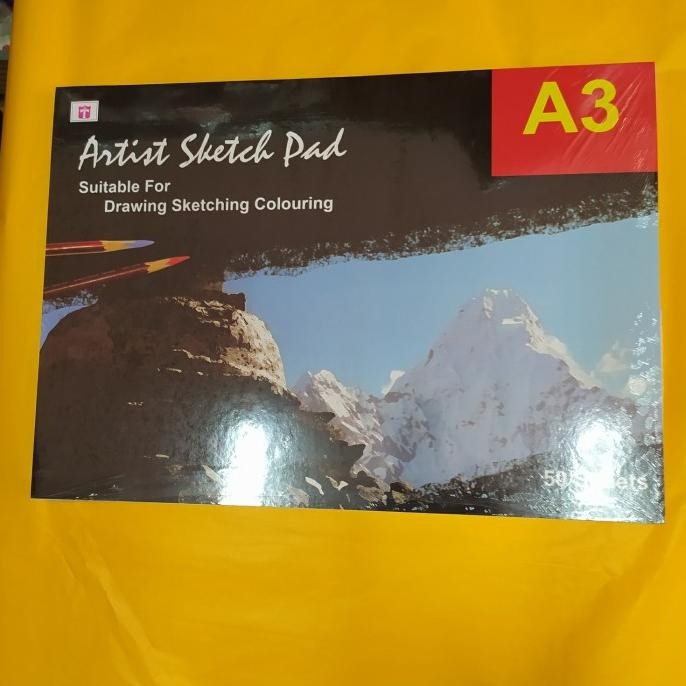 Artist Sketch Pad
A3
Suitable For
Drawing Sketching Colouring
50